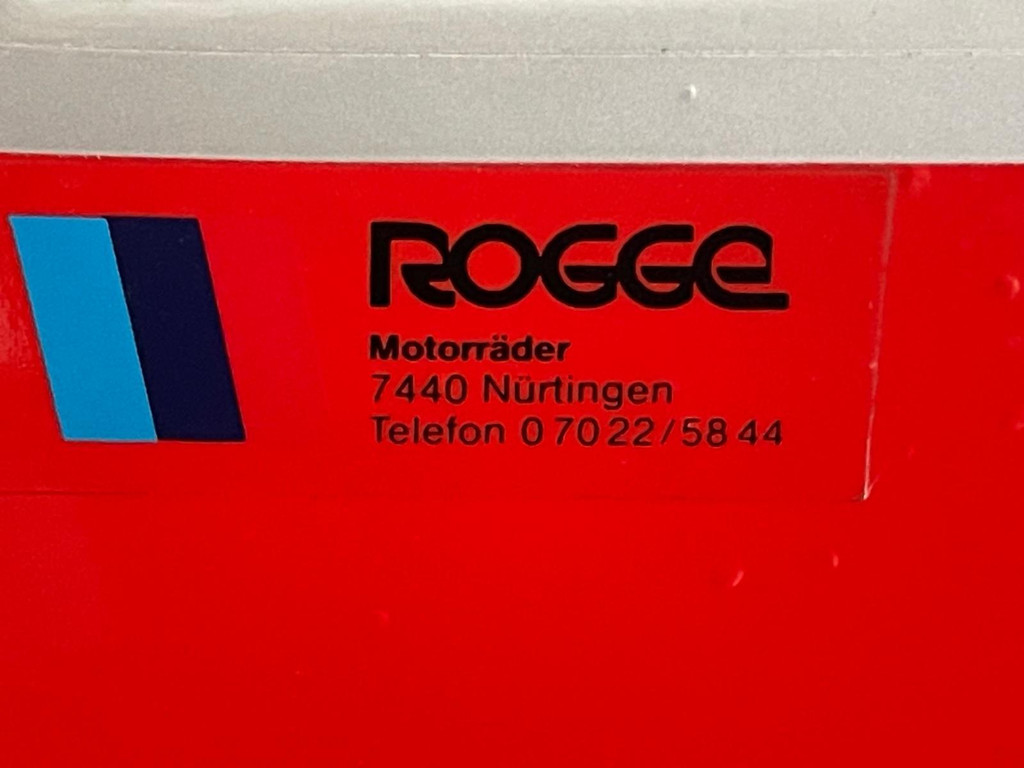 ROGGE
Motorräder
7440 Nürtingen
Telefon 0 70 22/58 44